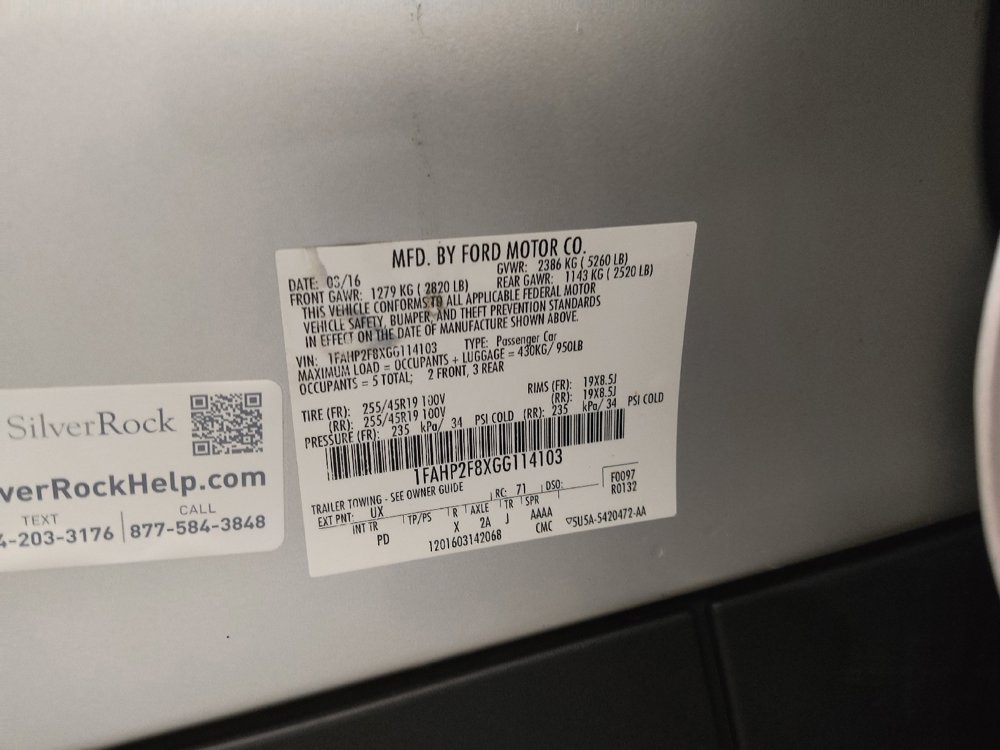 MFD. BY FORD MOTOR CO.
DATE: 03/16 GVWR: 2386 KG ( 5260 LB)
FRONT GAWR: 1279 KG ( 2820 LB) REAR GAWR: 1143 KG ( 2520 LB)
THIS VEHICLE CONFORMS TO ALL APPLICABLE FEDERAL MOTOR
VEHICLE SAFETY, BUMPER, AND THEFT PREVENTION STANDARDS
IN EFFECT ON THE DATE OF MANUFACTURE SHOWN ABOVE.
VIN: 1FAHP2F8XGG114103 TYPE: Passenger Car
MAXIMUM LOAD = OCCUPANTS + LUGGAGE = 430KG/ 950LB
OCCUPANTS = 5 TOTAL; 2 FRONT, 3 REAR
TIRE (FR): 255/45R19 100V RIMS (FR): 19X8.5J
(RR): 255/45R19 100V (RR): 19X8.5J
PRESSURE (FR): 235 kPa/ 34 PSI COLD (RR): 235 kPa/ 34 PSI COLD
1FAHP2F8XGG114103
TRAILER TOWING - SEE OWNER GUIDE
EXT PNT: UX RC: 71 DSO: F0097
R0132
INT TR TP/PS R AXLE TR SPR
PD X 2A J AAAA
CMC
1201603142068 ▽5U5A-5420472-AA
SilverRock
verRockHelp.com
TEXT CALL
4-203-3176 877-584-3848